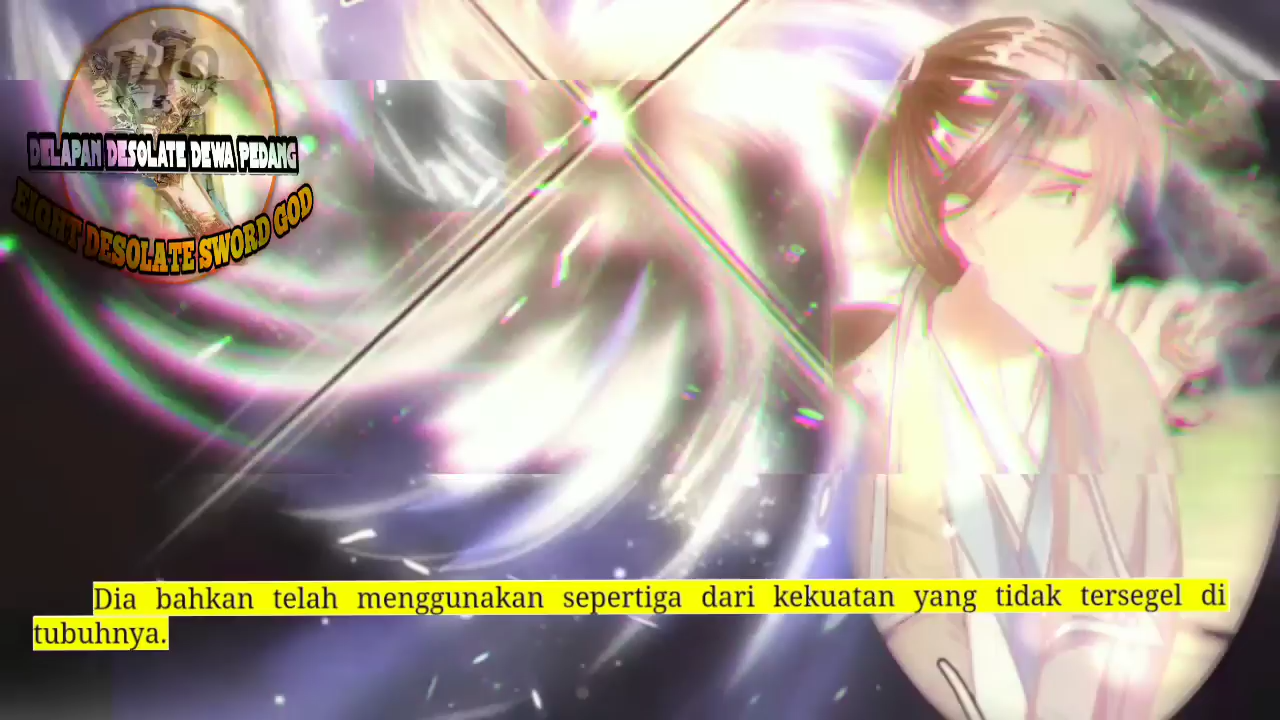 DELAPAN DESOLATE DEWA PEDANG
EIGHT DESOLATE SWORD GOD
Dia bahkan telah menggunakan sepertiga dari kekuatan yang tidak tersegel di
tubuhnya.